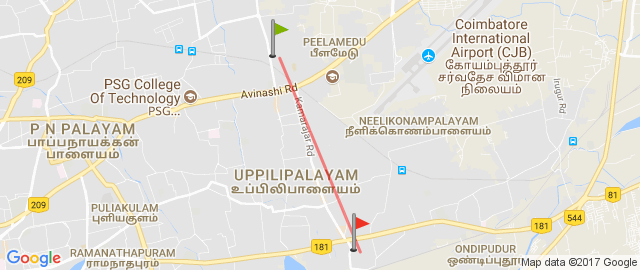 PEELAMEDU
பீளமேடு
Coimbatore
International
Airport (CJB)
கோயம்புத்தூர்
சர்வதேச விமான
நிலையம்
209
PSG College
Of Technology
PSG...
Avinashi Rd
Kamarajar Rd
Irugur Rd
P N PALAYAM
பாப்பநாயக்கன்
பாளையம்
NEELIKONAMPALAYAM
நீளிக்கொணம்பாளையம்
UPPILIPALAYAM
உப்பிலிபாளையம்
209
PULIAKULAM
புளியகுளம்
81
544
181
181
RAMANATHAPURAM
ராமநாதபுரம்
ONDIPUDUR
ஒண்டிப்புதூர்
Google
Map data ©2017 Google